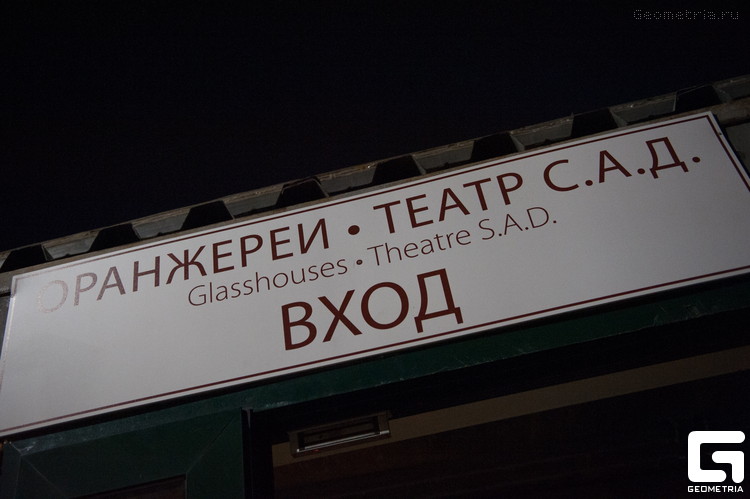 Geometria.ru
ОРАНЖЕРЕИ • ТЕАТР С.А.Д.
Glasshouses • Theatre S.A.D.
ВХОД
GEOMETRIA